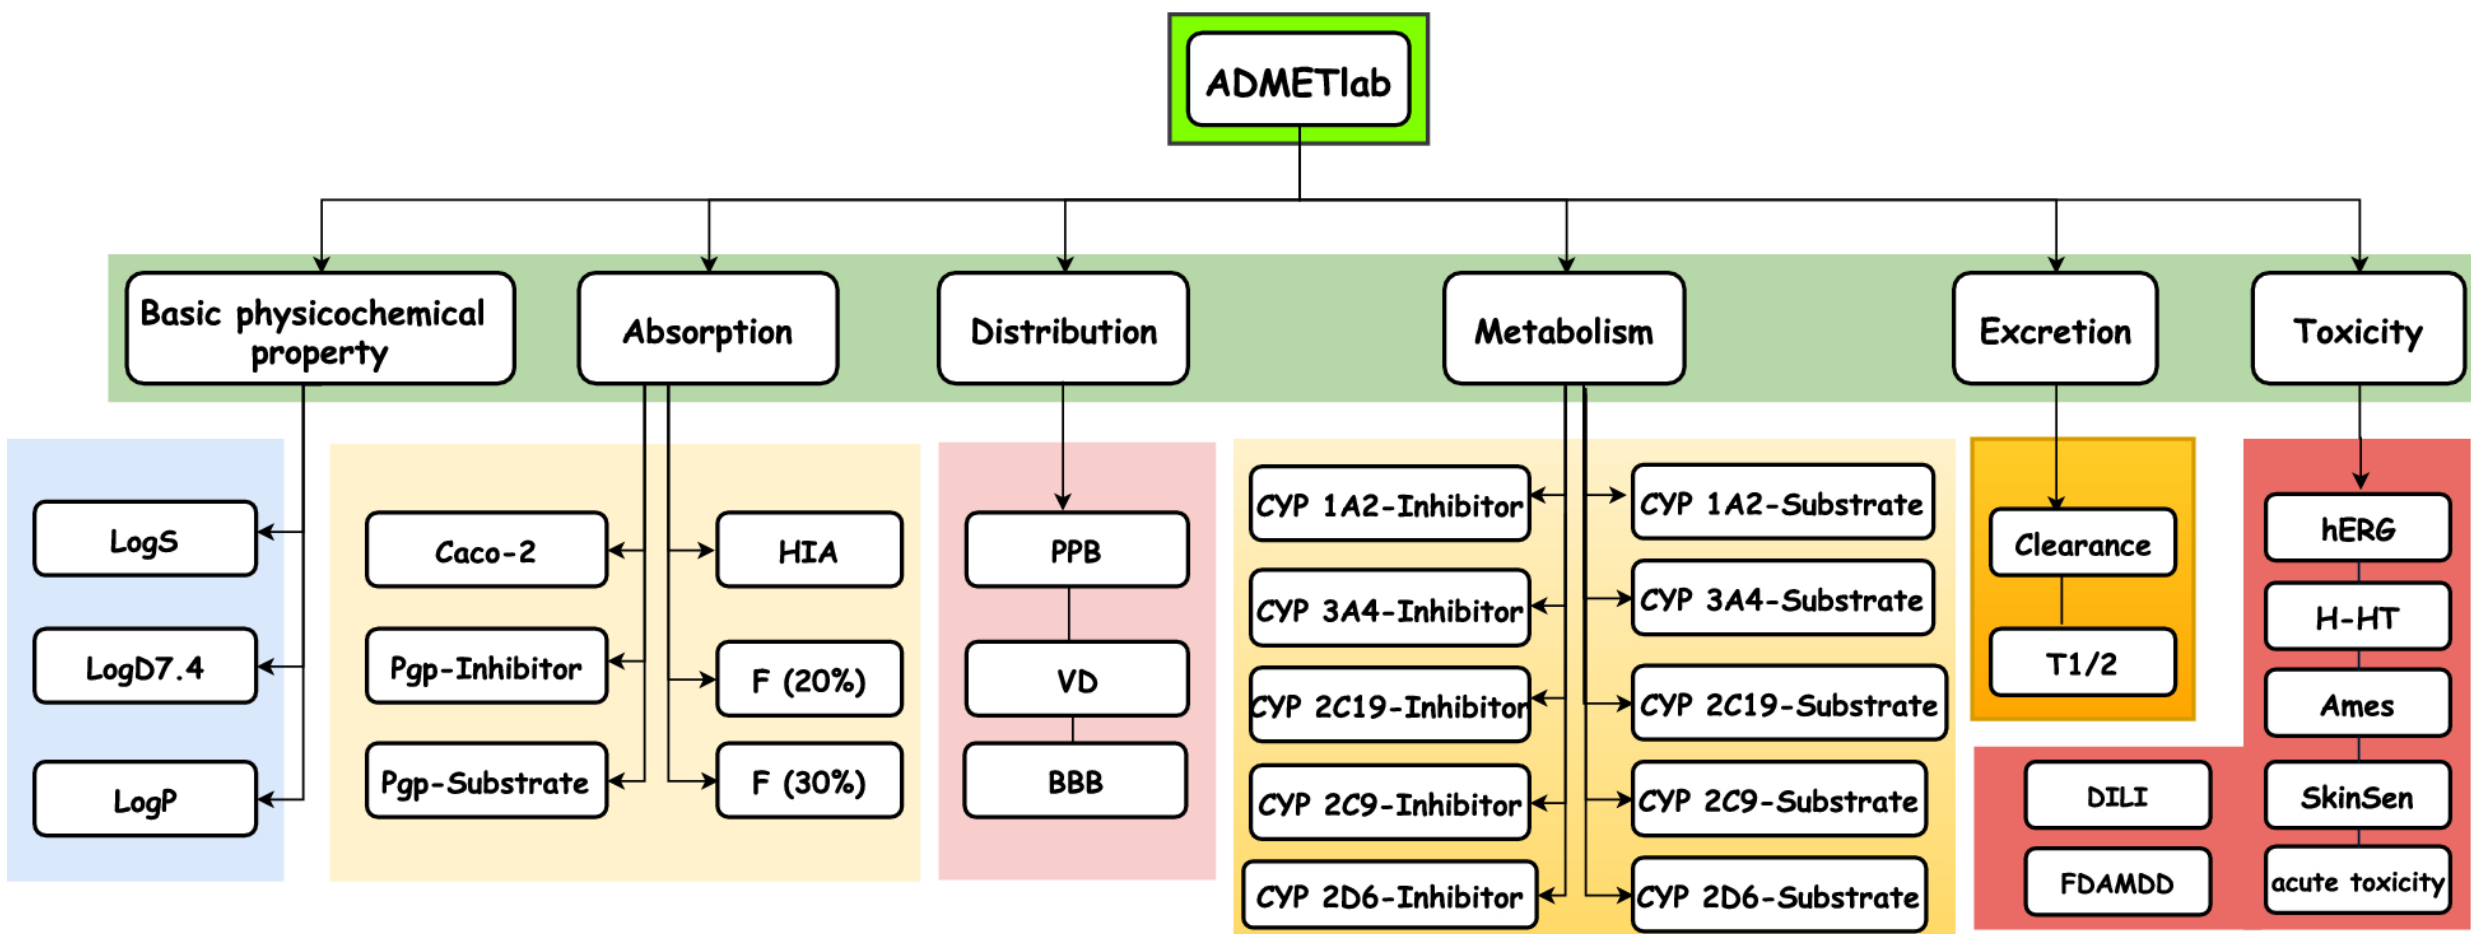 ADMETlab
Basic physicochemical
property
Absorption
Distribution
Metabolism
Excretion
Toxicity
LogS
LogD7.4
LogP
Caco-2
Pgp-Inhibitor
Pgp-Substrate
HIA
F (20%)
F (30%)
PPB
VD
BBB
CYP 1A2-Inhibitor
CYP 3A4-Inhibitor
CYP 2C19-Inhibitor
CYP 2C9-Inhibitor
CYP 2D6-Inhibitor
CYP 1A2-Substrate
CYP 3A4-Substrate
CYP 2C19-Substrate
CYP 2C9-Substrate
CYP 2D6-Substrate
Clearance
T1/2
hERG
H-HT
Ames
SkinSen
acute toxicity
DILI
FDAMDD